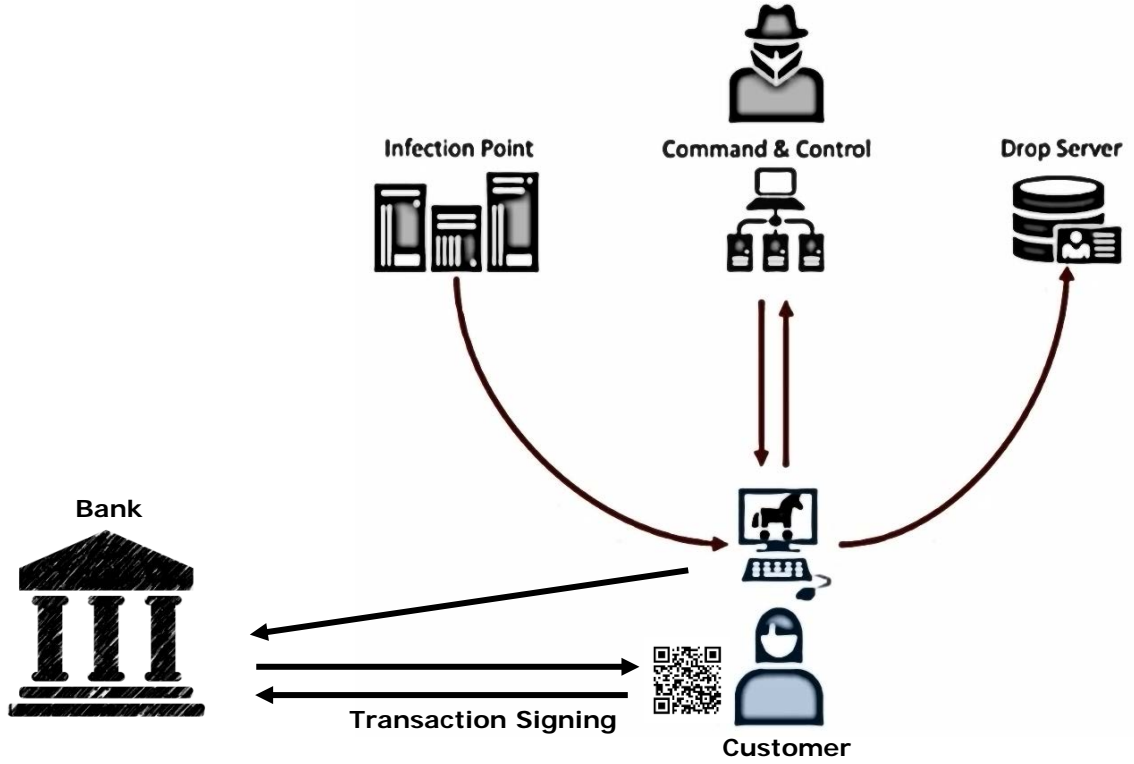 Infection Point
Command & Control
Drop Server
Bank
Transaction Signing
Customer